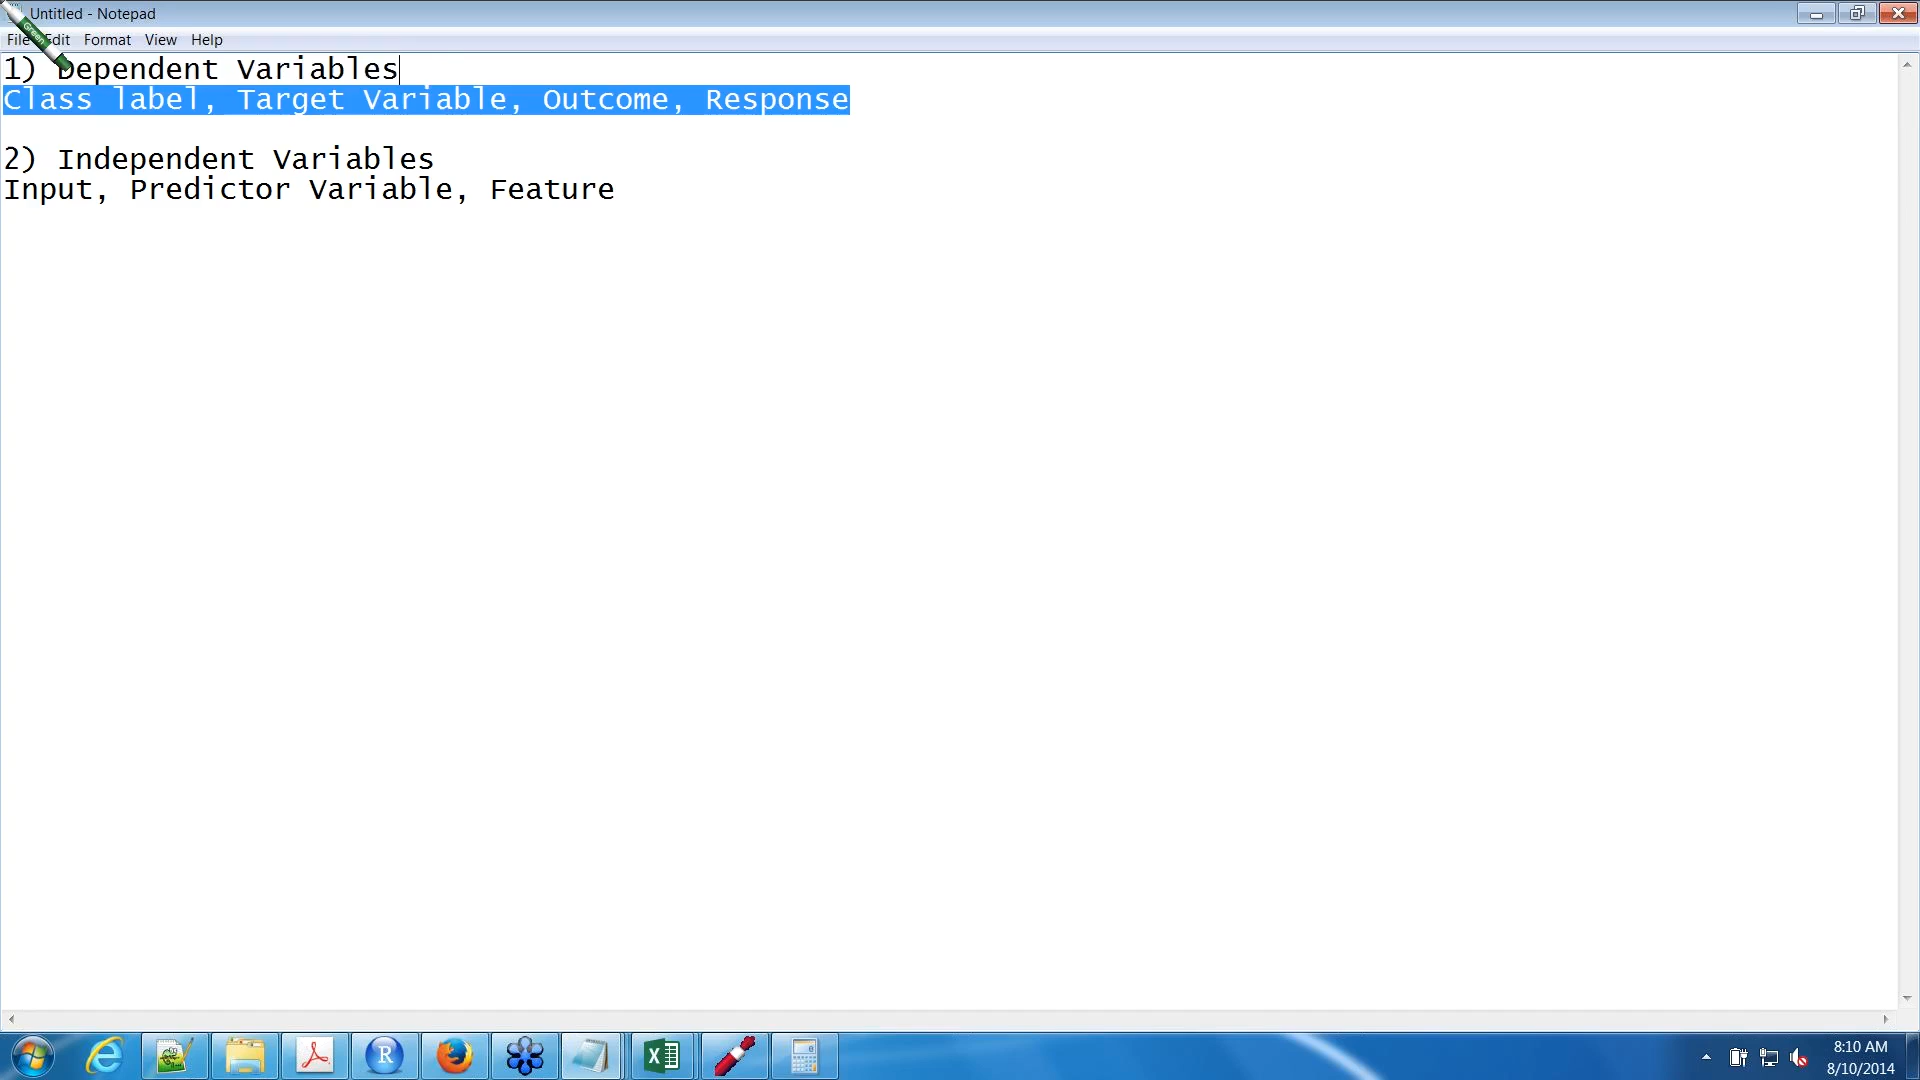 Untitled - Notepad
File Edit Format View Help
1) Dependent Variables
Class label, Target Variable, Outcome, Response
2) Independent Variables
Input, Predictor Variable, Feature
Green
8:10 AM
8/10/2014